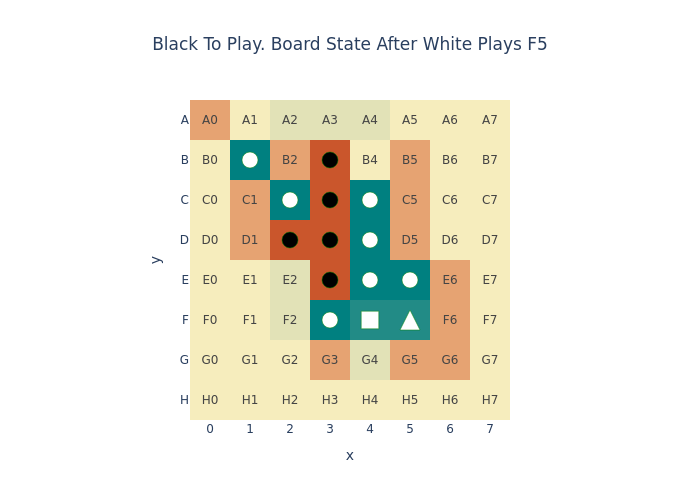 Black To Play. Board State After White Plays F5
A A0 A1 A2 A3 A4 A5 A6 A7
B B0 B2 B4 B5 B6 B7
C C0 C1 C5 C6 C7
D D0 D1 D5 D6 D7
y
E E0 E1 E2 E6 E7
F F0 F1 F2 F6 F7
G G0 G1 G2 G3 G4 G5 G6 G7
H H0 H1 H2 H3 H4 H5 H6 H7
0 1 2 3 4 5 6 7
x